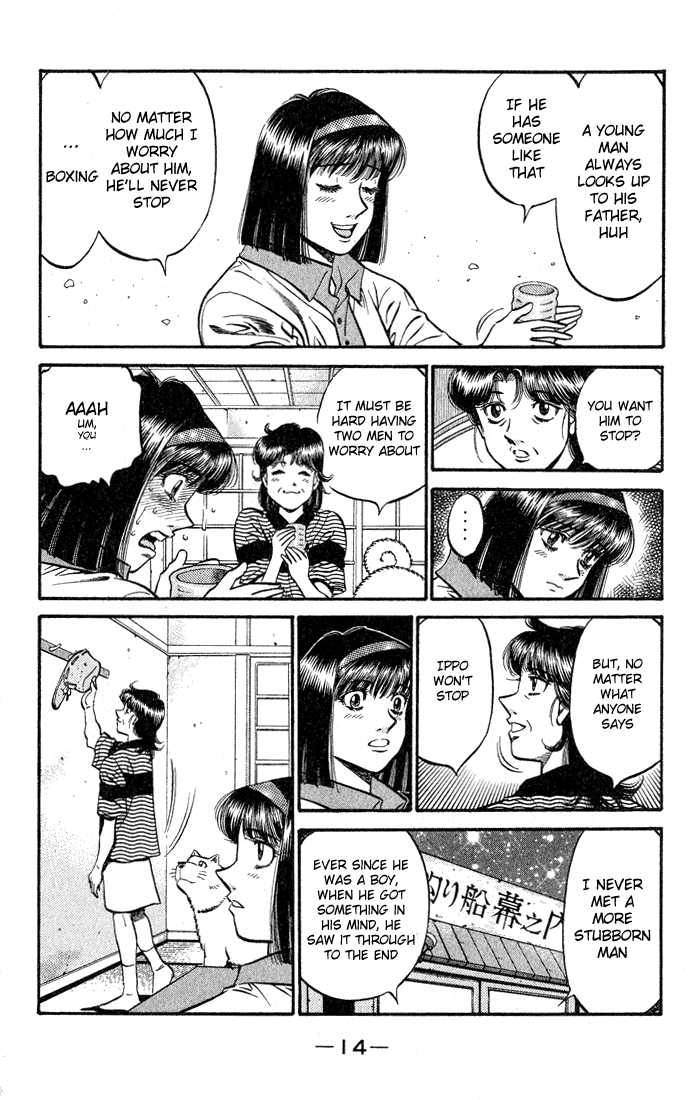 A YOUNG
MAN
ALWAYS
LOOKS UP
TO HIS
FATHER,
HUH
IF HE
HAS
SOMEONE
LIKE
THAT
NO MATTER
HOW MUCH I
WORRY
ABOUT HIM,
HE'LL NEVER
STOP
...
BOXING
YOU WANT
HIM TO
STOP?
....
IT MUST BE
HARD HAVING
TWO MEN TO
WORRY ABOUT
AAAH
UM,
YOU
...
BUT, NO
MATTER
WHAT
ANYONE
SAYS
IPPO
WON'T
STOP
I NEVER
MET A
MORE
STUBBORN
MAN
釣り船幕之内
EVER SINCE HE
WAS A BOY,
WHEN HE GOT
SOMETHING IN
HIS MIND, HE
SAW IT THROUGH
TO THE END
—14—